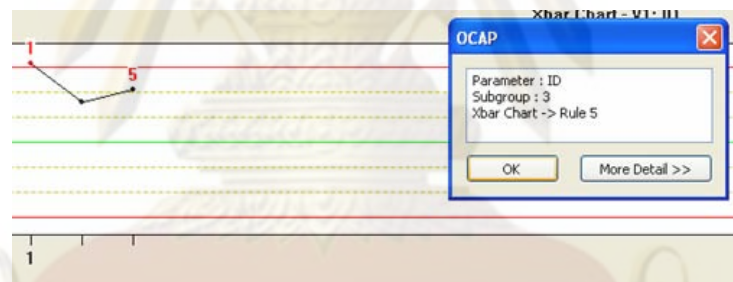 Xbar Chart - V1: ID
OCAP
1
5
Parameter : ID
Subgroup : 3
Xbar Chart -> Rule 5
OK
More Detail >>
1